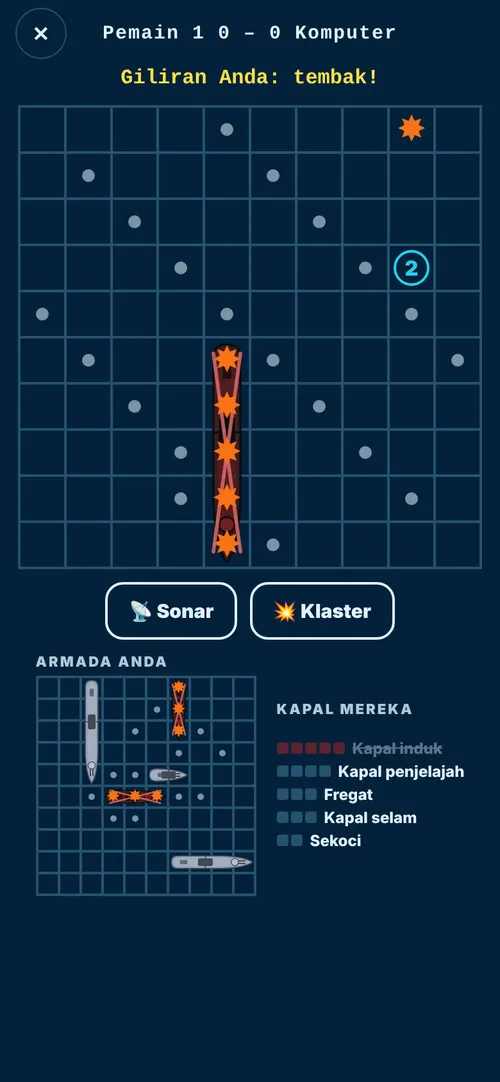 × Pemain 1 0 – 0 Komputer
Giliran Anda: tembak!
2
Sonar
Klaster
ARMADA ANDA
KAPAL MEREKA
Kapal induk
Kapal penjelajah
Fregat
Kapal selam
Sekoci